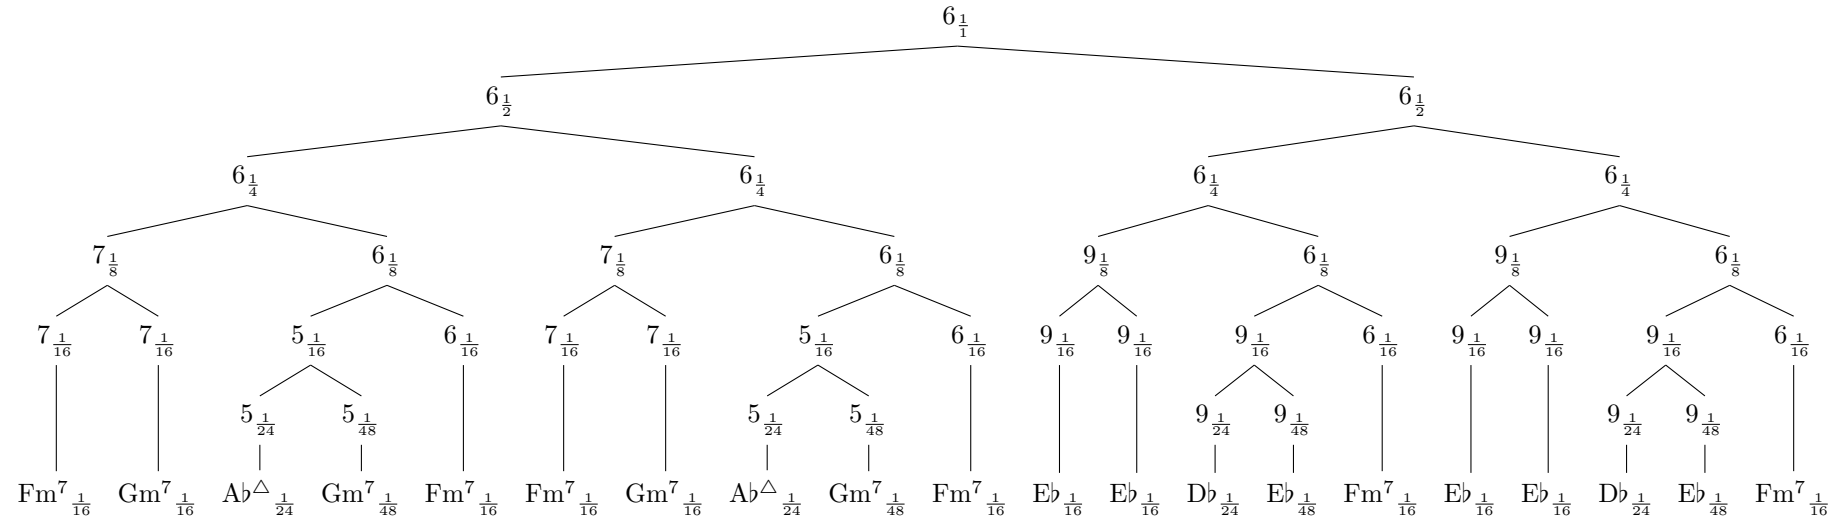 6 1/1
6 1/2 6 1/2
6 1/4 6 1/4 6 1/4 6 1/4
7 1/8 6 1/8 7 1/8 6 1/8 9 1/8 6 1/8 9 1/8 6 1/8
7 1/16 7 1/16 5 1/16 6 1/16 7 1/16 7 1/16 5 1/16 6 1/16 9 1/16 9 1/16 9 1/16 6 1/16 9 1/16 9 1/16 9 1/16 6 1/16
5 1/24 5 1/48 5 1/24 5 1/48 9 1/24 9 1/48 9 1/24 9 1/48
Fm⁷ 1/16 Gm⁷ 1/16 A♭△ 1/24 Gm⁷ 1/48 Fm⁷ 1/16 Fm⁷ 1/16 Gm⁷ 1/16 A♭△ 1/24 Gm⁷ 1/48 Fm⁷ 1/16 E♭ 1/16 E♭ 1/16 D♭ 1/24 E♭ 1/48 Fm⁷ 1/16 E♭ 1/16 E♭ 1/16 D♭ 1/24 E♭ 1/48 Fm⁷ 1/16